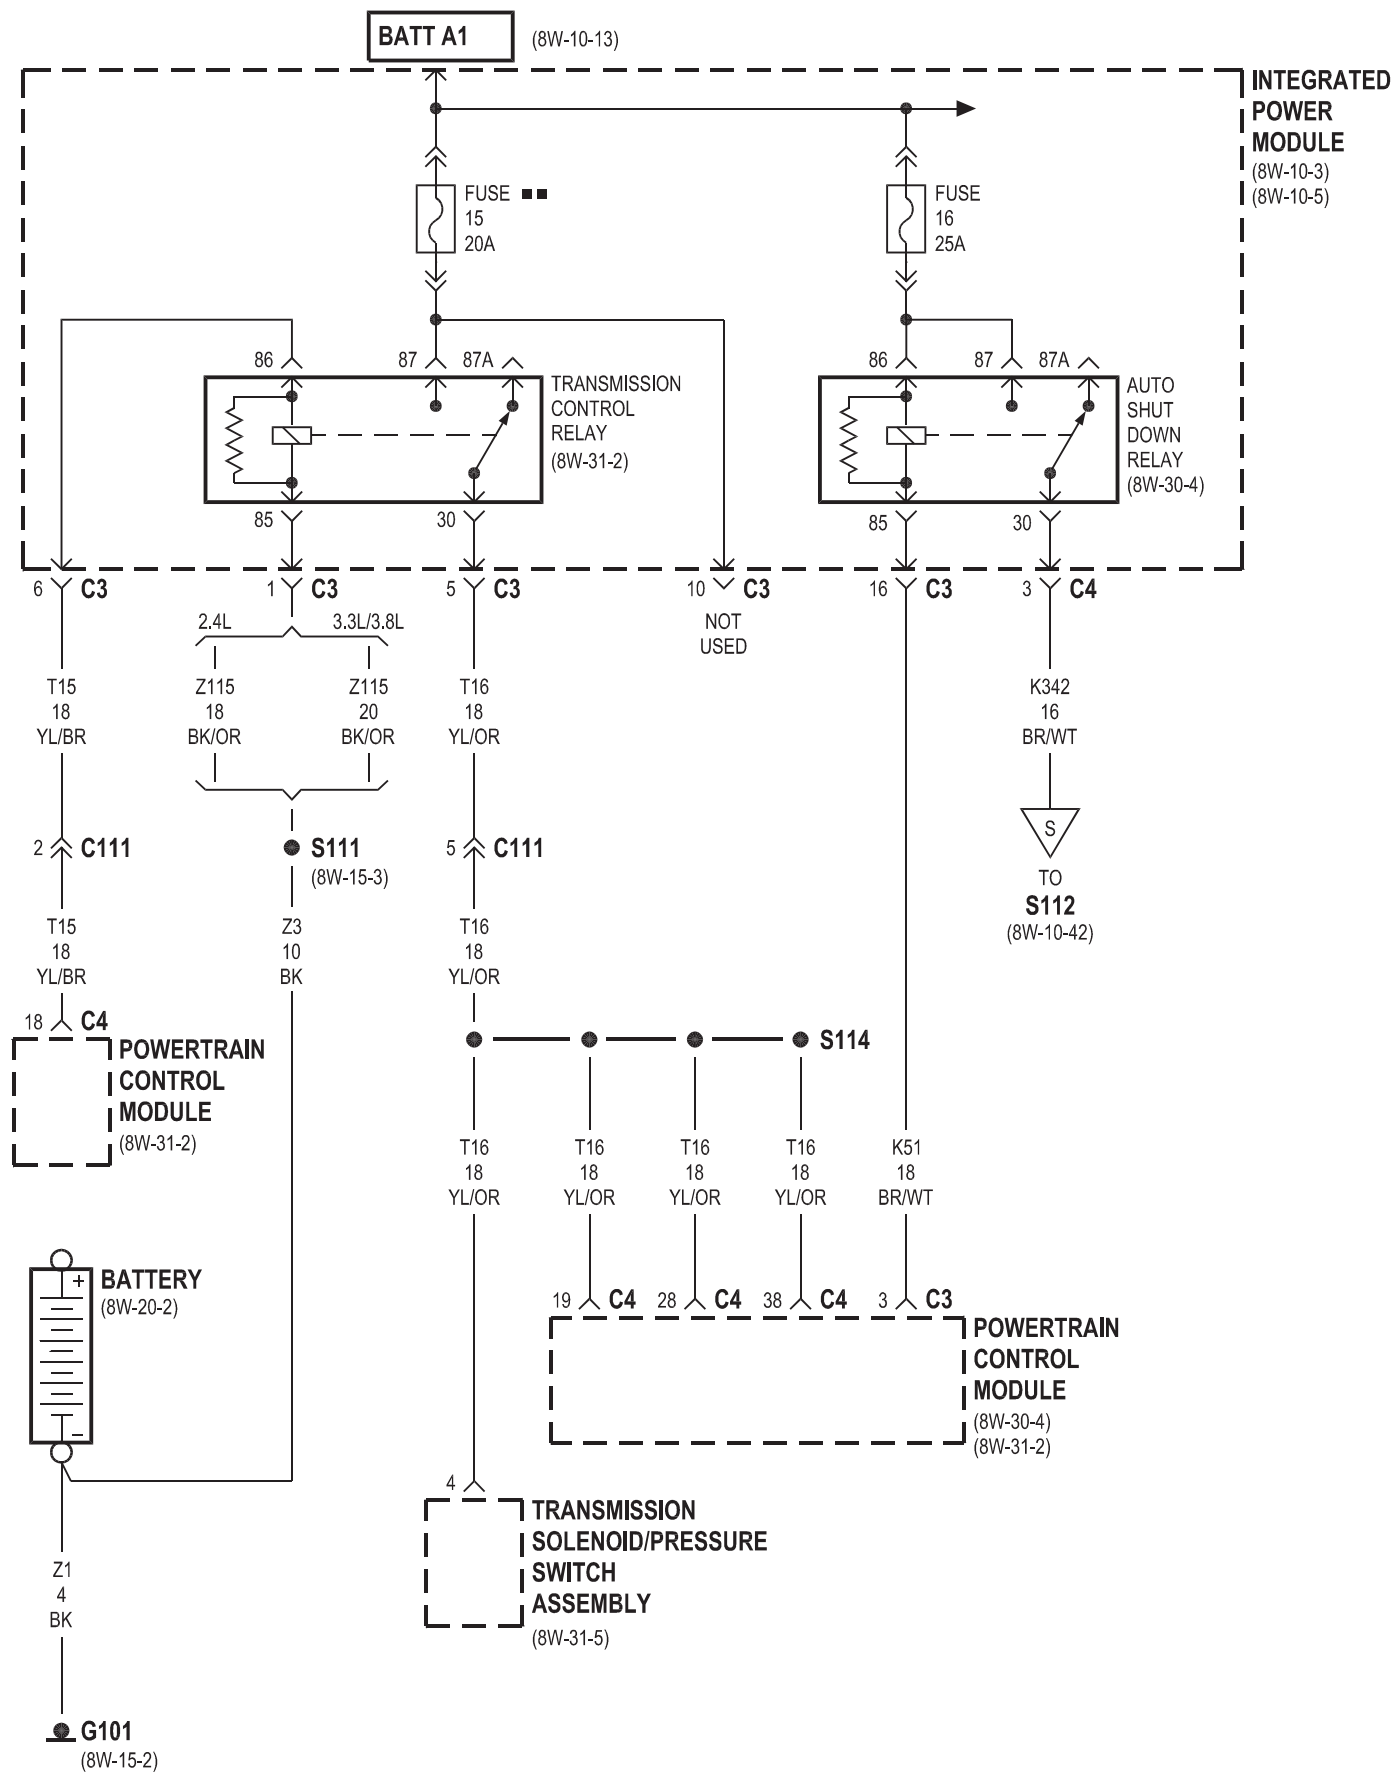 BATT A1 (8W-10-13)
INTEGRATED
POWER
MODULE
(8W-10-3)
(8W-10-5)
FUSE
15
20A
FUSE
16
25A
86 87 87A
TRANSMISSION
CONTROL
RELAY
(8W-31-2)
85 30
86 87 87A
AUTO
SHUT
DOWN
RELAY
(8W-30-4)
85 30
6 C3
1 C3
5 C3
10 C3
NOT
USED
16 C3
3 C4
2.4L 3.3L/3.8L
T15
18
YL/BR
Z115
18
BK/OR
Z115
20
BK/OR
T16
18
YL/OR
K342
16
BR/WT
S
TO
S112
(8W-10-42)
2 C111
S111
(8W-15-3)
5 C111
T15
18
YL/BR
Z3
10
BK
T16
18
YL/OR
18 C4
POWERTRAIN
CONTROL
MODULE
(8W-31-2)
S114
T16
18
YL/OR
T16
18
YL/OR
T16
18
YL/OR
T16
18
YL/OR
K51
18
BR/WT
+
-
BATTERY
(8W-20-2)
19 C4
28 C4
38 C4
3 C3
POWERTRAIN
CONTROL
MODULE
(8W-30-4)
(8W-31-2)
4
TRANSMISSION
SOLENOID/PRESSURE
SWITCH
ASSEMBLY
(8W-31-5)
Z1
4
BK
G101
(8W-15-2)